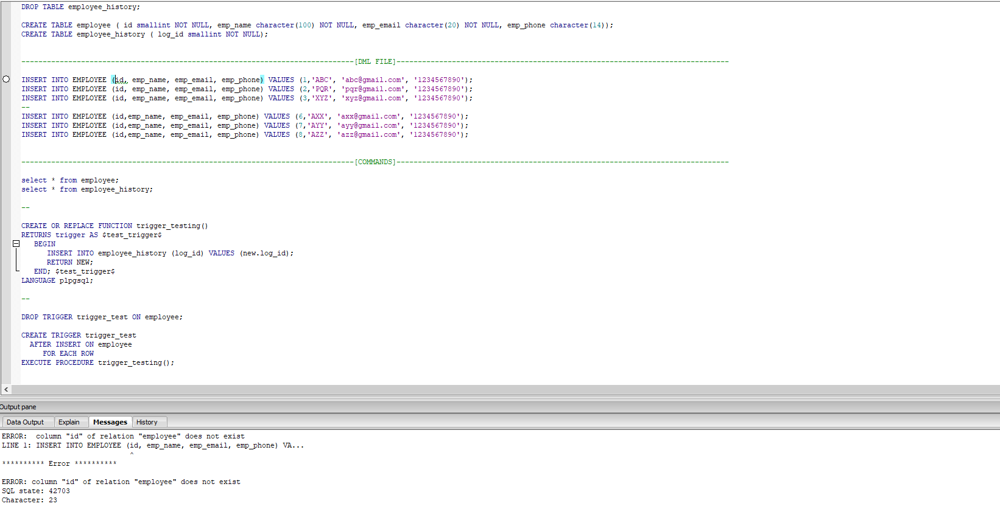 DROP TABLE employee_history;
CREATE TABLE employee ( id smallint NOT NULL, emp_name character(100) NOT NULL, emp_email character(20) NOT NULL, emp_phone character(14));
CREATE TABLE employee_history ( log_id smallint NOT NULL);
------------------------------------------------------------------------------[DML FILE]------------------------------------------------------------------------------
INSERT INTO EMPLOYEE (id, emp_name, emp_email, emp_phone) VALUES (1,'ABC', 'abc@gmail.com', '1234567890');
INSERT INTO EMPLOYEE (id, emp_name, emp_email, emp_phone) VALUES (2,'PQR', 'pqr@gmail.com', '1234567890');
INSERT INTO EMPLOYEE (id, emp_name, emp_email, emp_phone) VALUES (3,'XYZ', 'xyz@gmail.com', '1234567890');
--
INSERT INTO EMPLOYEE (id,emp_name, emp_email, emp_phone) VALUES (6,'AXX', 'axx@gmail.com', '1234567890');
INSERT INTO EMPLOYEE (id,emp_name, emp_email, emp_phone) VALUES (7,'AYY', 'ayy@gmail.com', '1234567890');
INSERT INTO EMPLOYEE (id,emp_name, emp_email, emp_phone) VALUES (8,'AZZ', 'azz@gmail.com', '1234567890');
------------------------------------------------------------------------------[COMMANDS]------------------------------------------------------------------------------
select * from employee;
select * from employee_history;
--
CREATE OR REPLACE FUNCTION trigger_testing()
RETURNS trigger AS $test_trigger$
BEGIN
INSERT INTO employee_history (log_id) VALUES (new.log_id);
RETURN NEW;
END; $test_trigger$
LANGUAGE plpgsql;
--
DROP TRIGGER trigger_test ON employee;
CREATE TRIGGER trigger_test
AFTER INSERT ON employee
FOR EACH ROW
EXECUTE PROCEDURE trigger_testing();
Output pane
Data Output Explain Messages History
ERROR:  column "id" of relation "employee" does not exist
LINE 1: INSERT INTO EMPLOYEE (id, emp_name, emp_email, emp_phone) VA...
^
********** Error **********
ERROR: column "id" of relation "employee" does not exist
SQL state: 42703
Character: 23